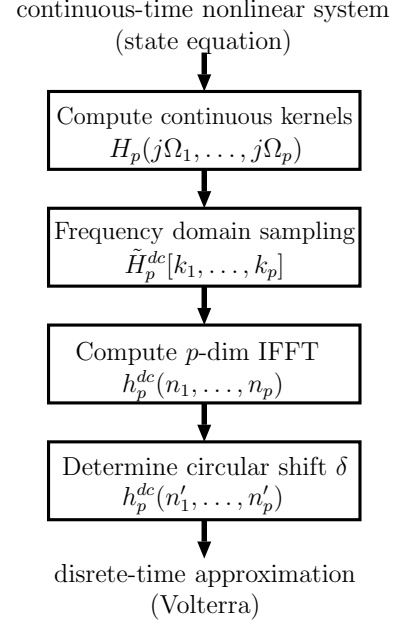 continuous-time nonlinear system
(state equation)
Compute continuous kernels
H_p(jΩ_1, . . . , jΩ_p)
Frequency domain sampling
H̃_p^{dc}[k_1, . . . , k_p]
Compute p-dim IFFT
h_p^{dc}(n_1, . . . , n_p)
Determine circular shift δ
h_p^{dc}(n'_1, . . . , n'_p)
disrete-time approximation
(Volterra)